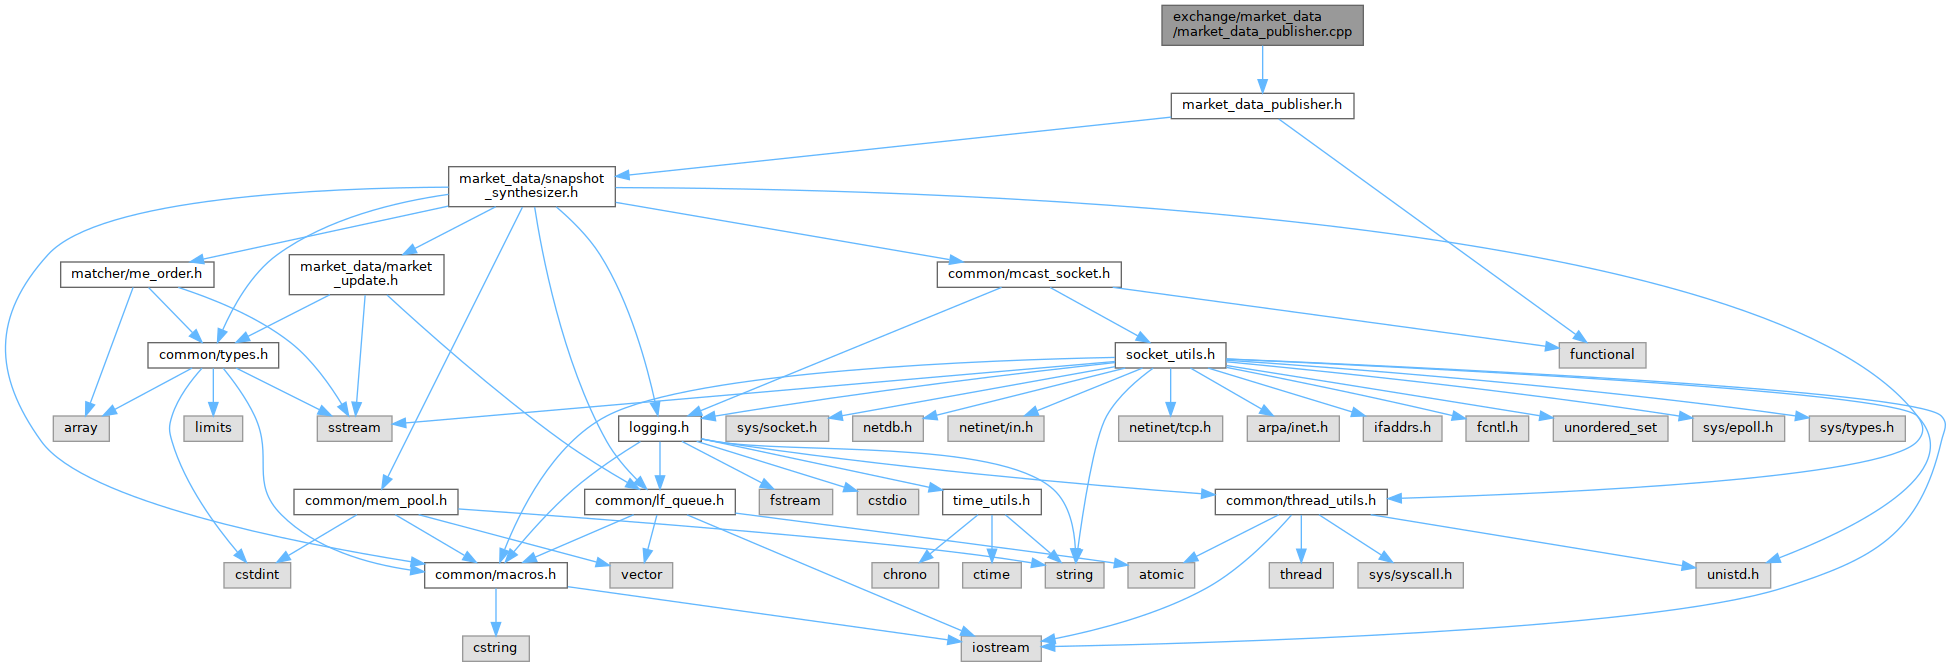 exchange/market_data
/market_data_publisher.cpp
market_data_publisher.h
market_data/snapshot
_synthesizer.h
matcher/me_order.h
market_data/market
_update.h
common/mcast_socket.h
common/types.h
socket_utils.h
functional
array
limits
sstream
logging.h
sys/socket.h
netdb.h
netinet/in.h
netinet/tcp.h
arpa/inet.h
ifaddrs.h
fcntl.h
unordered_set
sys/epoll.h
sys/types.h
common/mem_pool.h
common/lf_queue.h
fstream
cstdio
time_utils.h
common/thread_utils.h
cstdint
common/macros.h
vector
chrono
ctime
string
atomic
thread
sys/syscall.h
unistd.h
cstring
iostream